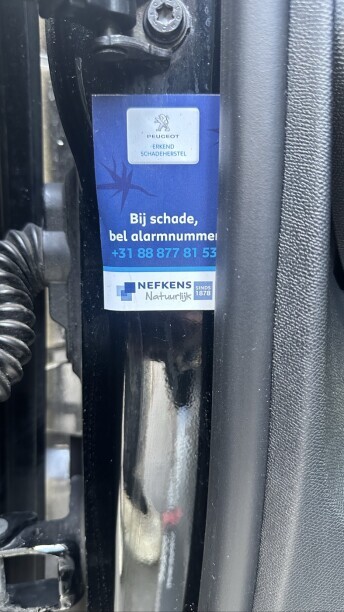 PEUGEOT
ERKEND
SCHADEHERSTEL
Bij schade,
bel alarmnummer
+31 88 877 81 53
NEFKENS
Natuurlijk
SINDS
1878